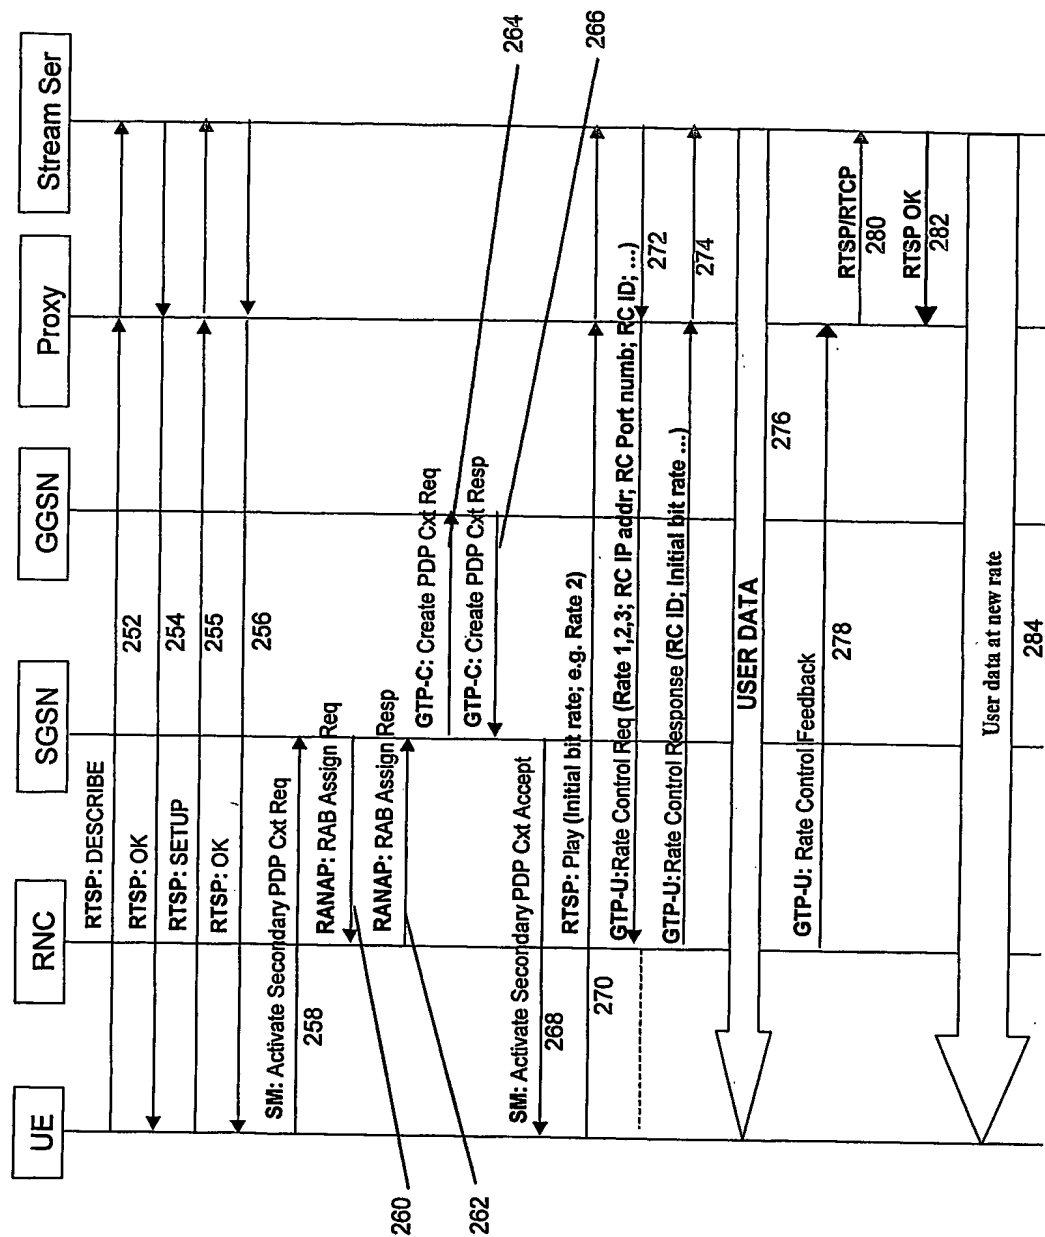 UE
RNC
SGSN
GGSN
Proxy
Stream Ser
RTSP: DESCRIBE
252
RTSP: OK
254
RTSP: SETUP
255
RTSP: OK
256
SM: Activate Secondary PDP Cxt Req
258
RANAP: RAB Assign Req
260
RANAP: RAB Assign Resp
262
GTP-C: Create PDP Cxt Req
264
GTP-C: Create PDP Cxt Resp
266
SM: Activate Secondary PDP Cxt Accept
268
RTSP: Play (Initial bit rate; e.g. Rate 2)
270
GTP-U:Rate Control Req (Rate 1,2,3; RC IP addr; RC Port numb; RC ID; ...)
272
GTP-U:Rate Control Response (RC ID; Initial bit rate ...)
274
USER DATA
276
GTP-U: Rate Control Feedback
278
RTSP/RTCP
280
RTSP OK
282
User data at new rate
284